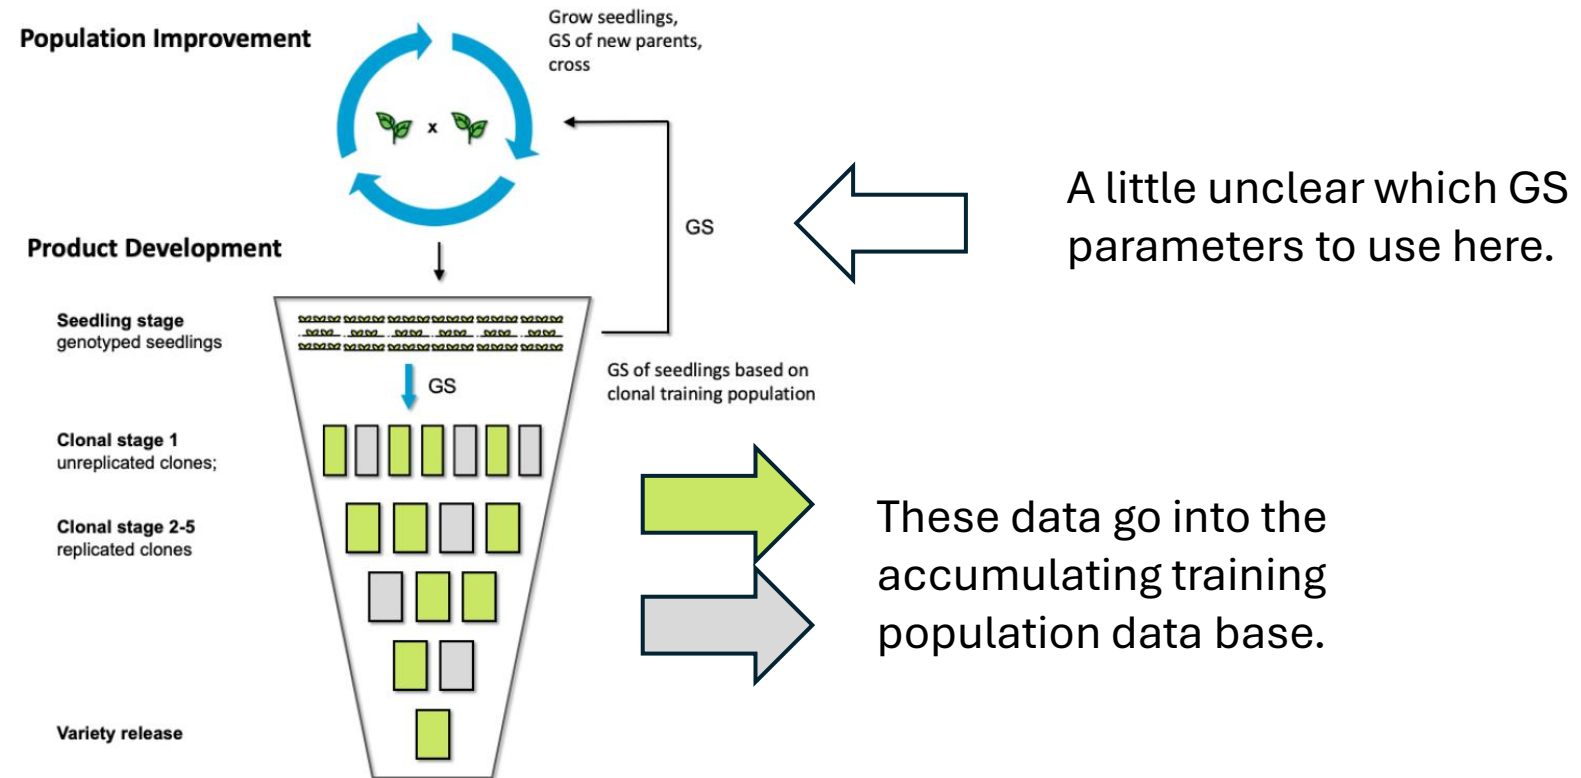 Population Improvement
Grow seedlings,
GS of new parents,
cross
x
GS
A little unclear which GS
parameters to use here.
Product Development
Seedling stage
genotyped seedlings
GS
GS of seedlings based on
clonal training population
Clonal stage 1
unreplicated clones;
Clonal stage 2-5
replicated clones
These data go into the
accumulating training
population data base.
Variety release